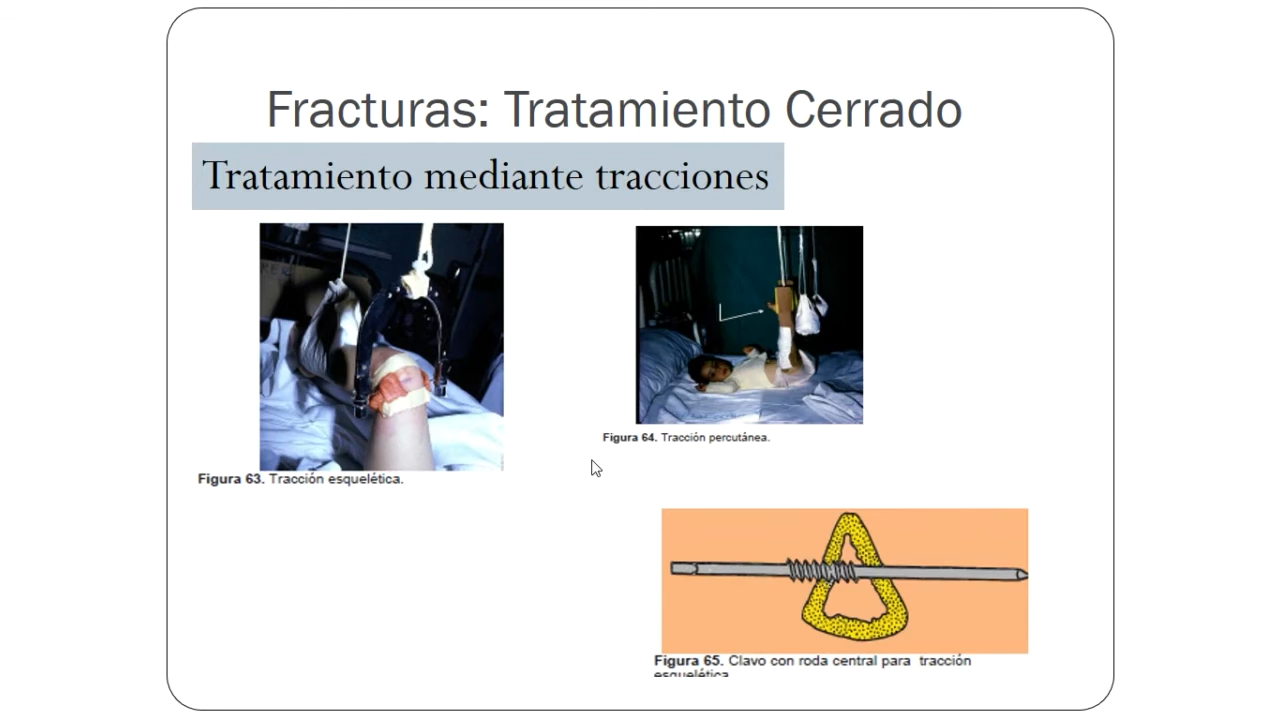 Fracturas: Tratamiento Cerrado
Tratamiento mediante tracciones
Figura 63. Tracción esquelética.
Figura 64. Tracción percutánea.
Figura 65. Clavo con roda central para tracción
esquelética